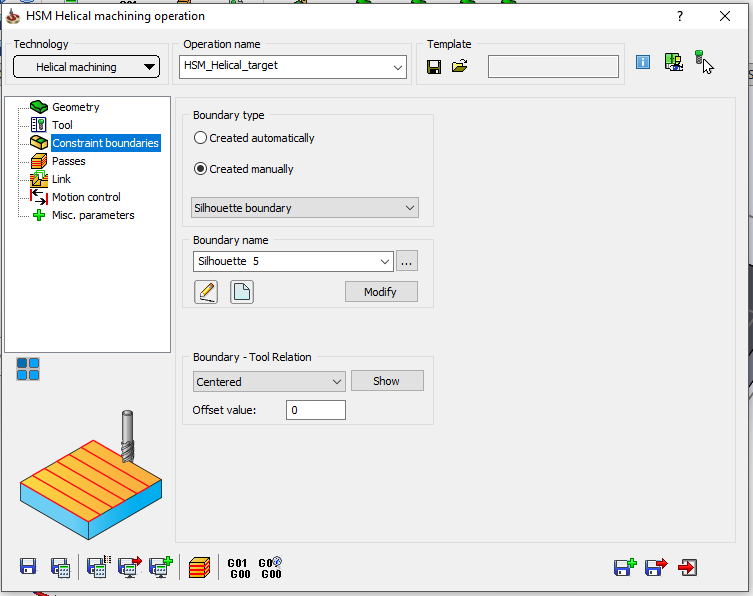 HSM Helical machining operation
?
Technology
Helical machining
Operation name
HSM_Helical_target
Template
Geometry
Tool
Constraint boundaries
Passes
Link
Motion control
Misc. parameters
Boundary type
Created automatically
Created manually
Silhouette boundary
Boundary name
Silhouette 5
...
Modify
Boundary - Tool Relation
Centered
Show
Offset value:
0
G01 G0
G00 G00